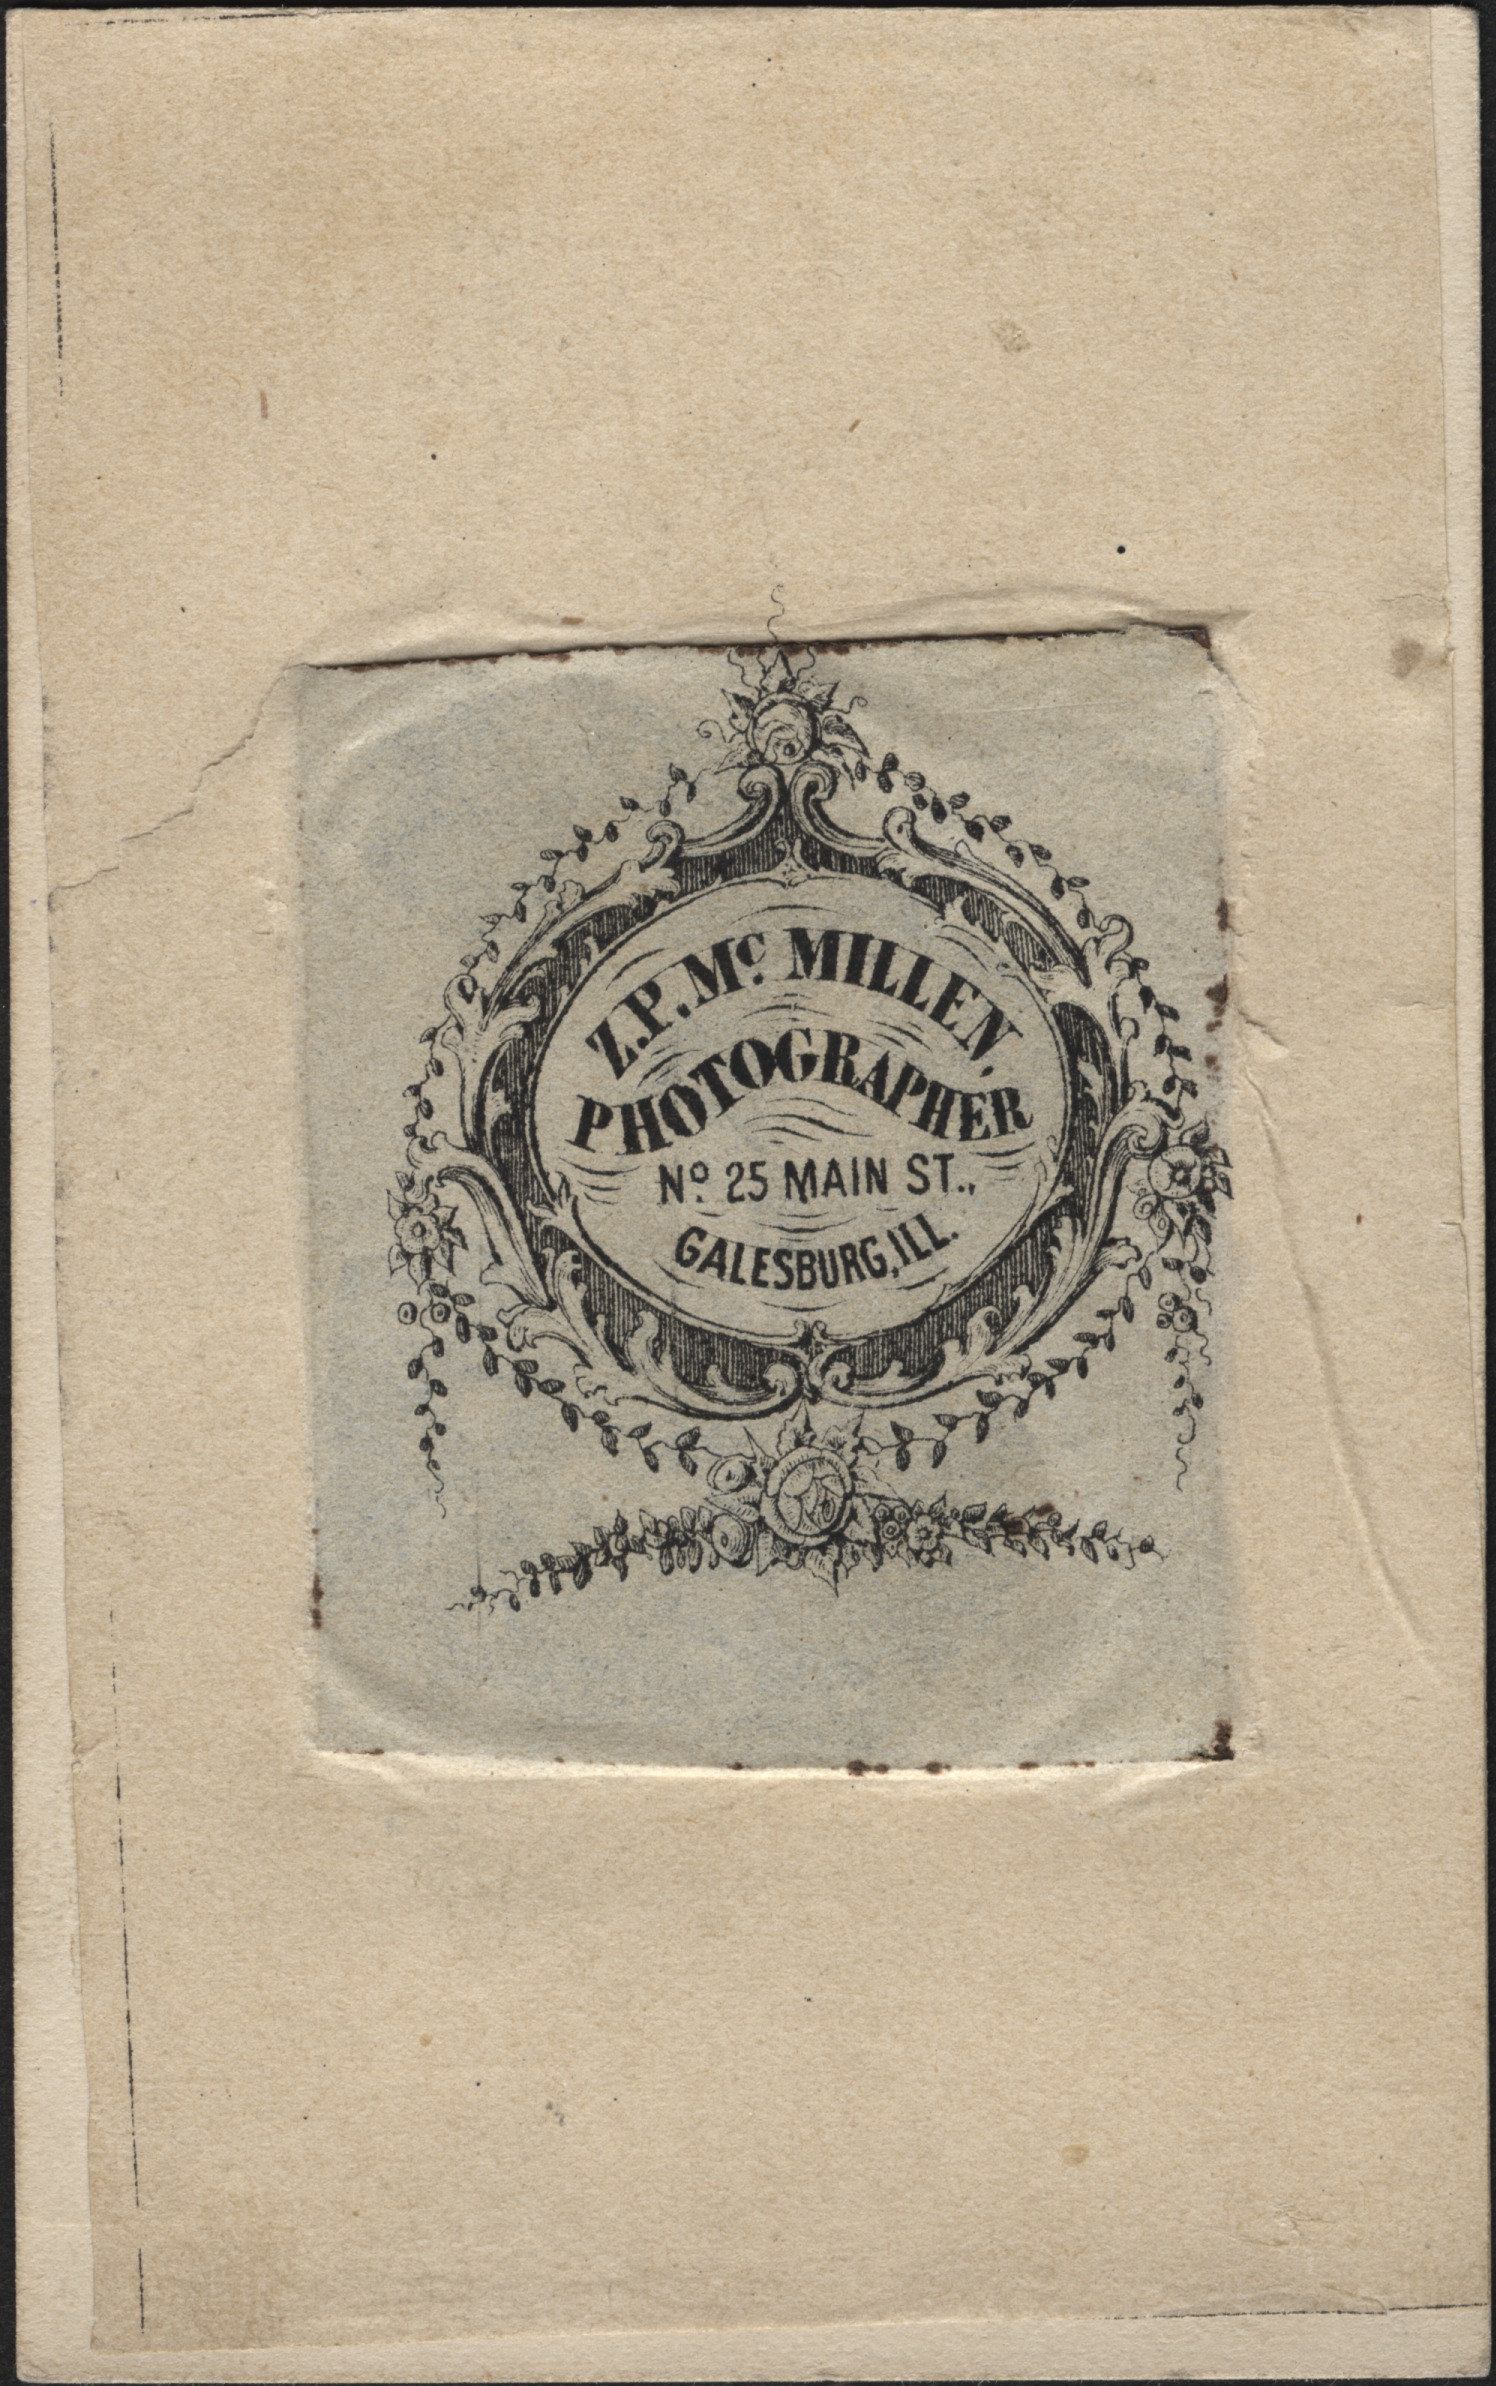 Z.P. Mc MILLEN,
PHOTOGRAPHER
No 25 MAIN ST.,
GALESBURG, ILL.